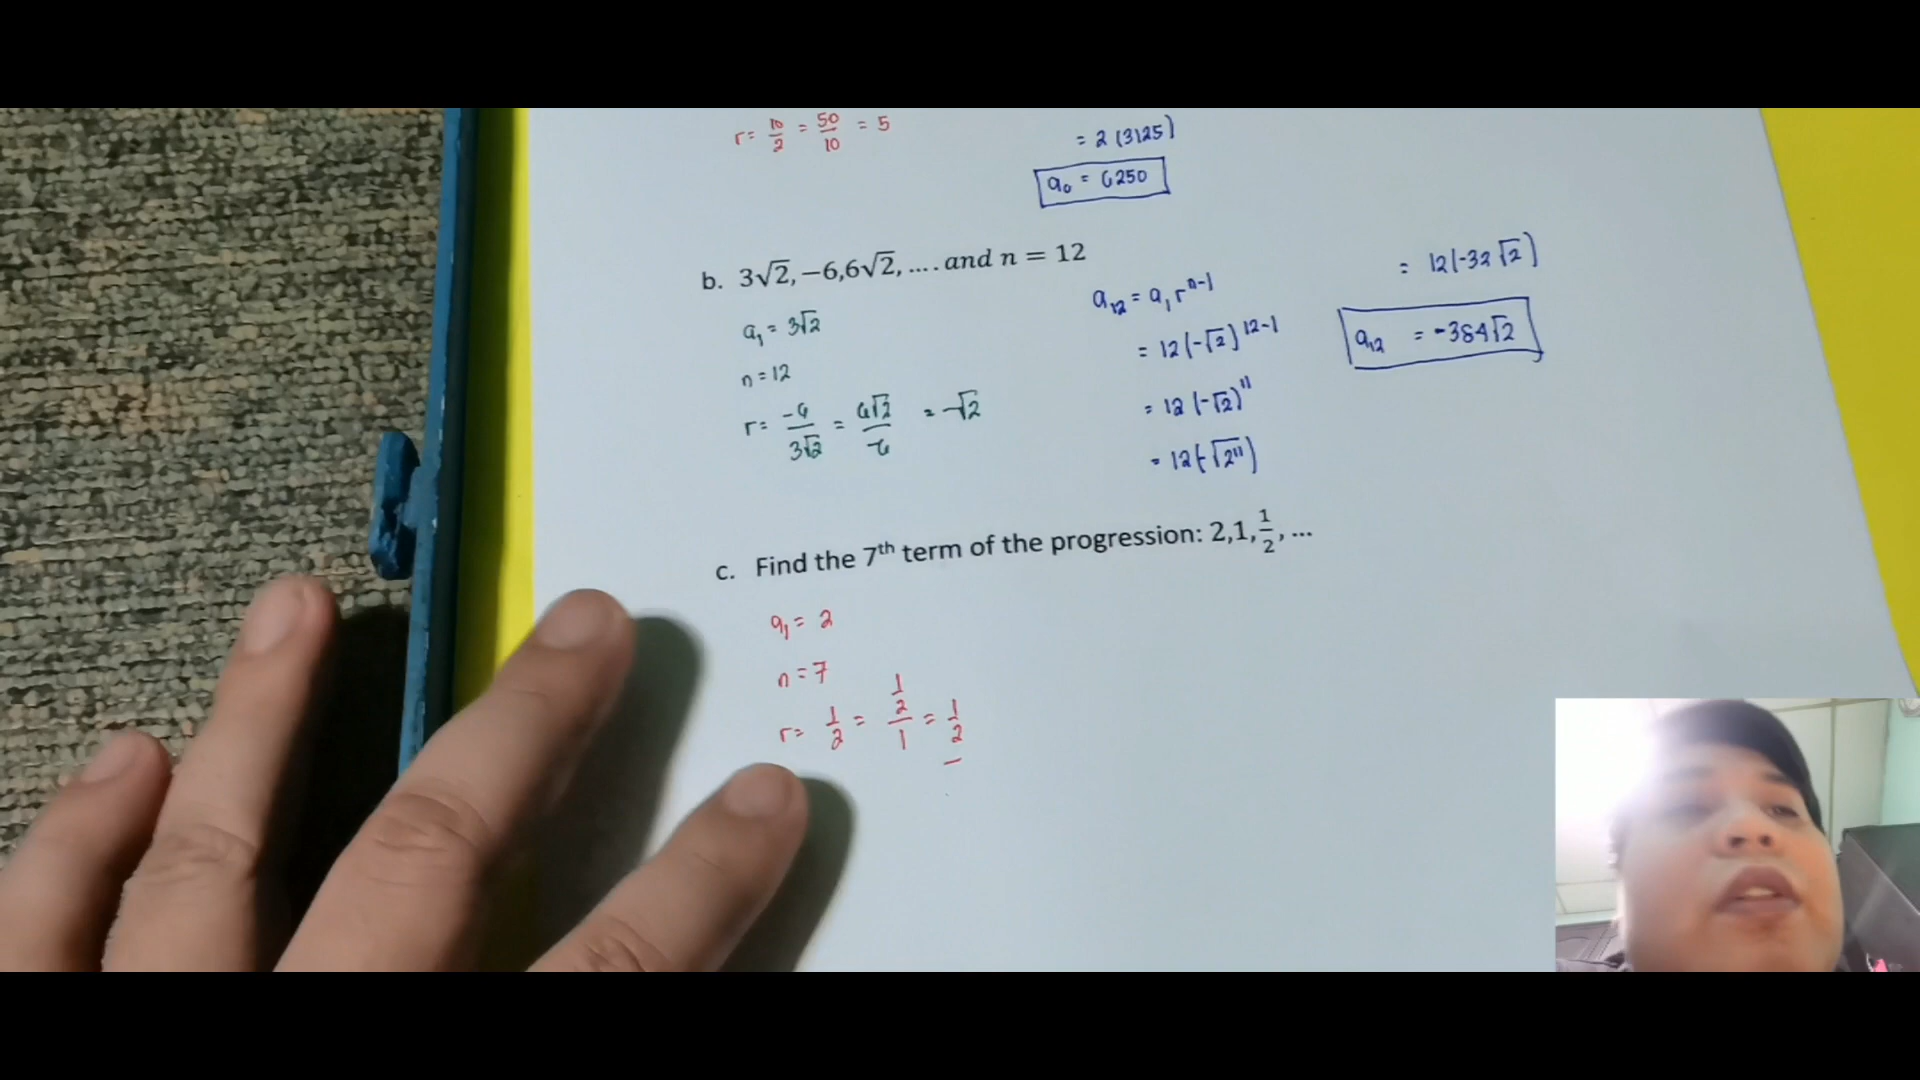 r = 10/2 = 50/10 = 5
= 2 (3125)
a₆ = 6250
b. 3√2, −6,6√2, .... and n = 12
a₁ = 3√2
n = 12
r = -6/3√2 = 6√2/-6 = -√2
a₁₂ = a₁ rⁿ⁻¹
= 12 (-√2)¹²⁻¹
= 12 (-√2)¹¹
= 12 (-√2¹¹)
= 12 (-32√2)
a₁₂ = -384√2
c. Find the 7ᵗʰ term of the progression: 2,1,1/2, ...
a₁ = 2
n = 7
r = 1/2 = 1/2/1 = 1/2